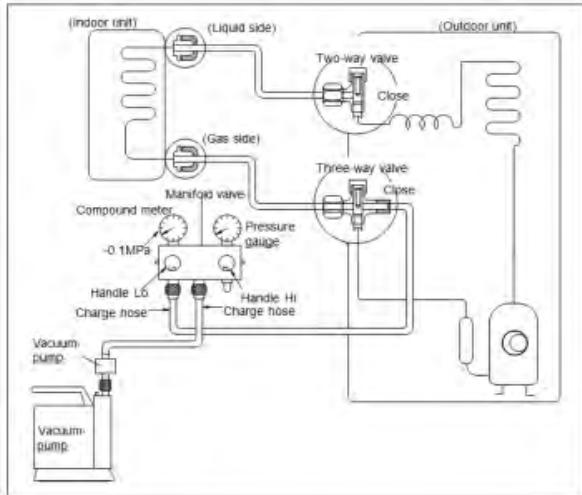 (Indoor unit)
(Liquid side)
(Outdoor unit)
Two-way valve
Close
(Gas side)
Three-way valve
Close
Manifold valve
Compound meter
Pressure
gauge
-0.1MPa
Handle Lo
Handle Hi
Charge hose
Charge hose
Vacuum-
pump
Vacuum-
pump